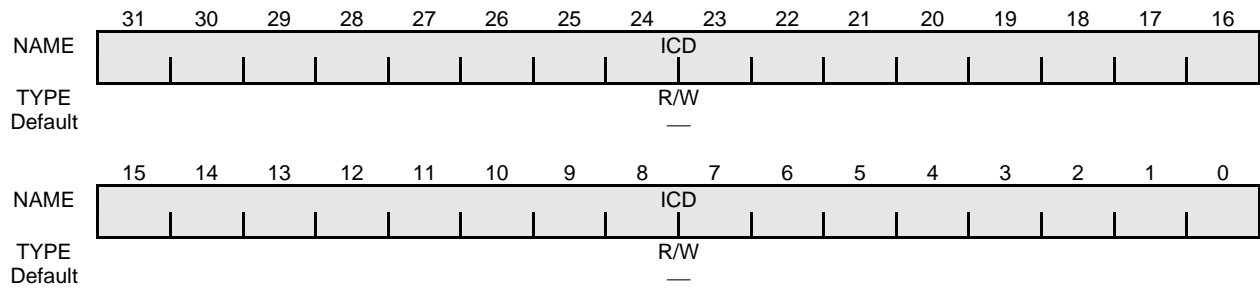 31 30 29 28 27 26 25 24 23 22 21 20 19 18 17 16
NAME ICD
TYPE R/W
Default —
15 14 13 12 11 10 9 8 7 6 5 4 3 2 1 0
NAME ICD
TYPE R/W
Default —